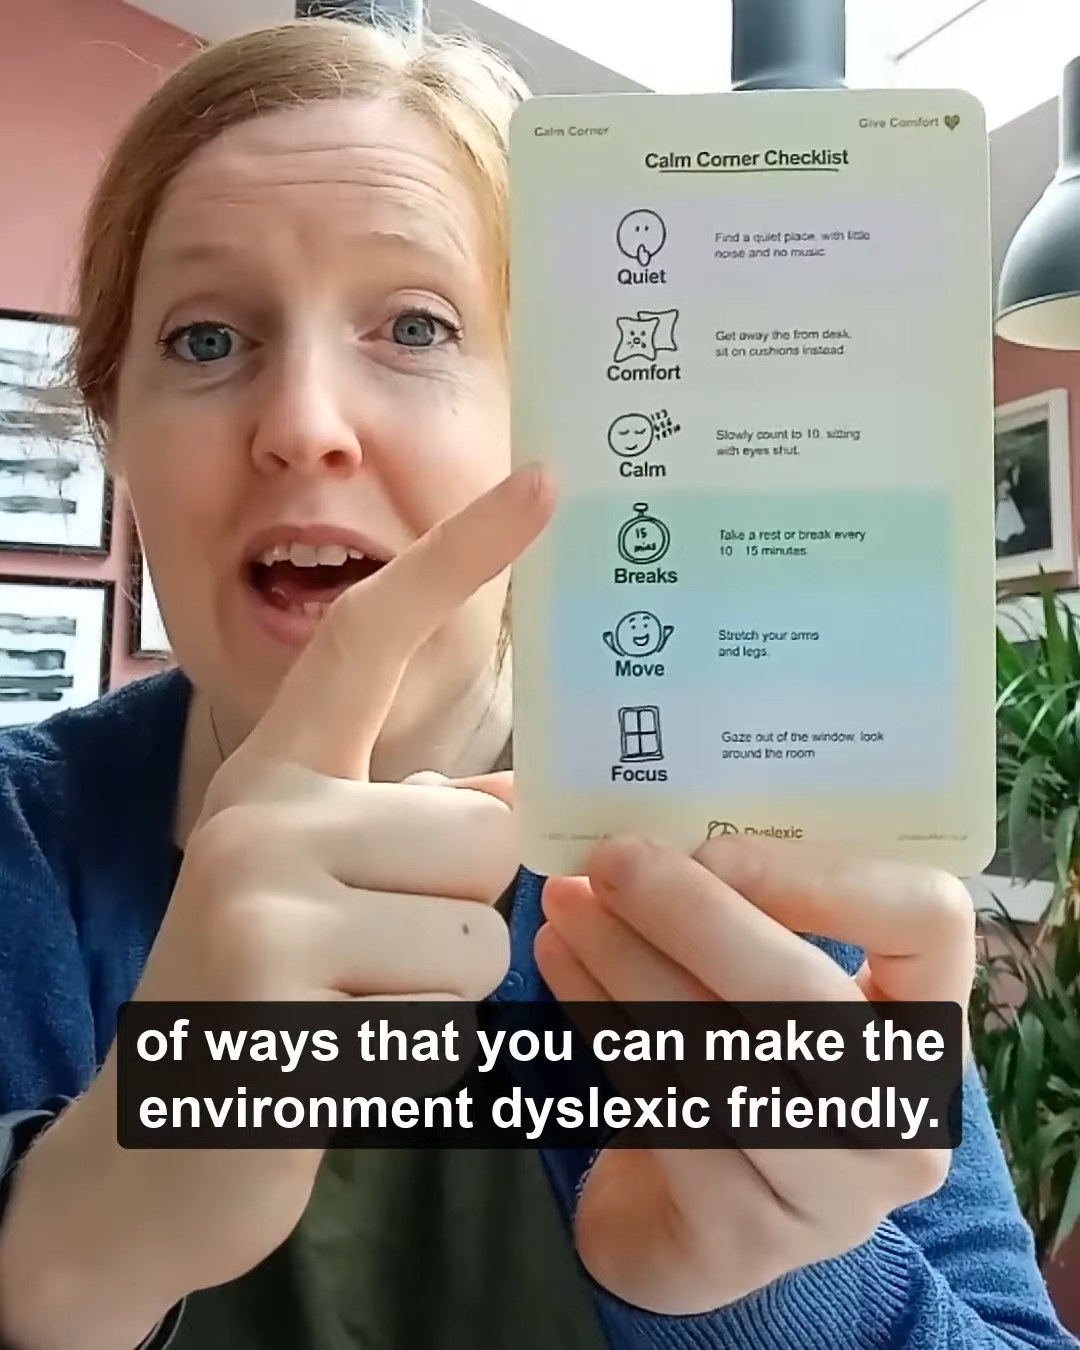 Calm Corner
Give Comfort
Calm Corner Checklist
Quiet
Find a quiet place, with little
noise and no music.
Comfort
Get away the from desk,
sit on cushions instead
Calm
Slowly count to 10, sitting
with eyes shut.
15
mins
Breaks
Take a rest or break every
10 15 minutes
Move
Stretch your arms
and legs.
Focus
Gaze out of the window, look
around the room
Dyslexic
of ways that you can make the
environment dyslexic friendly.